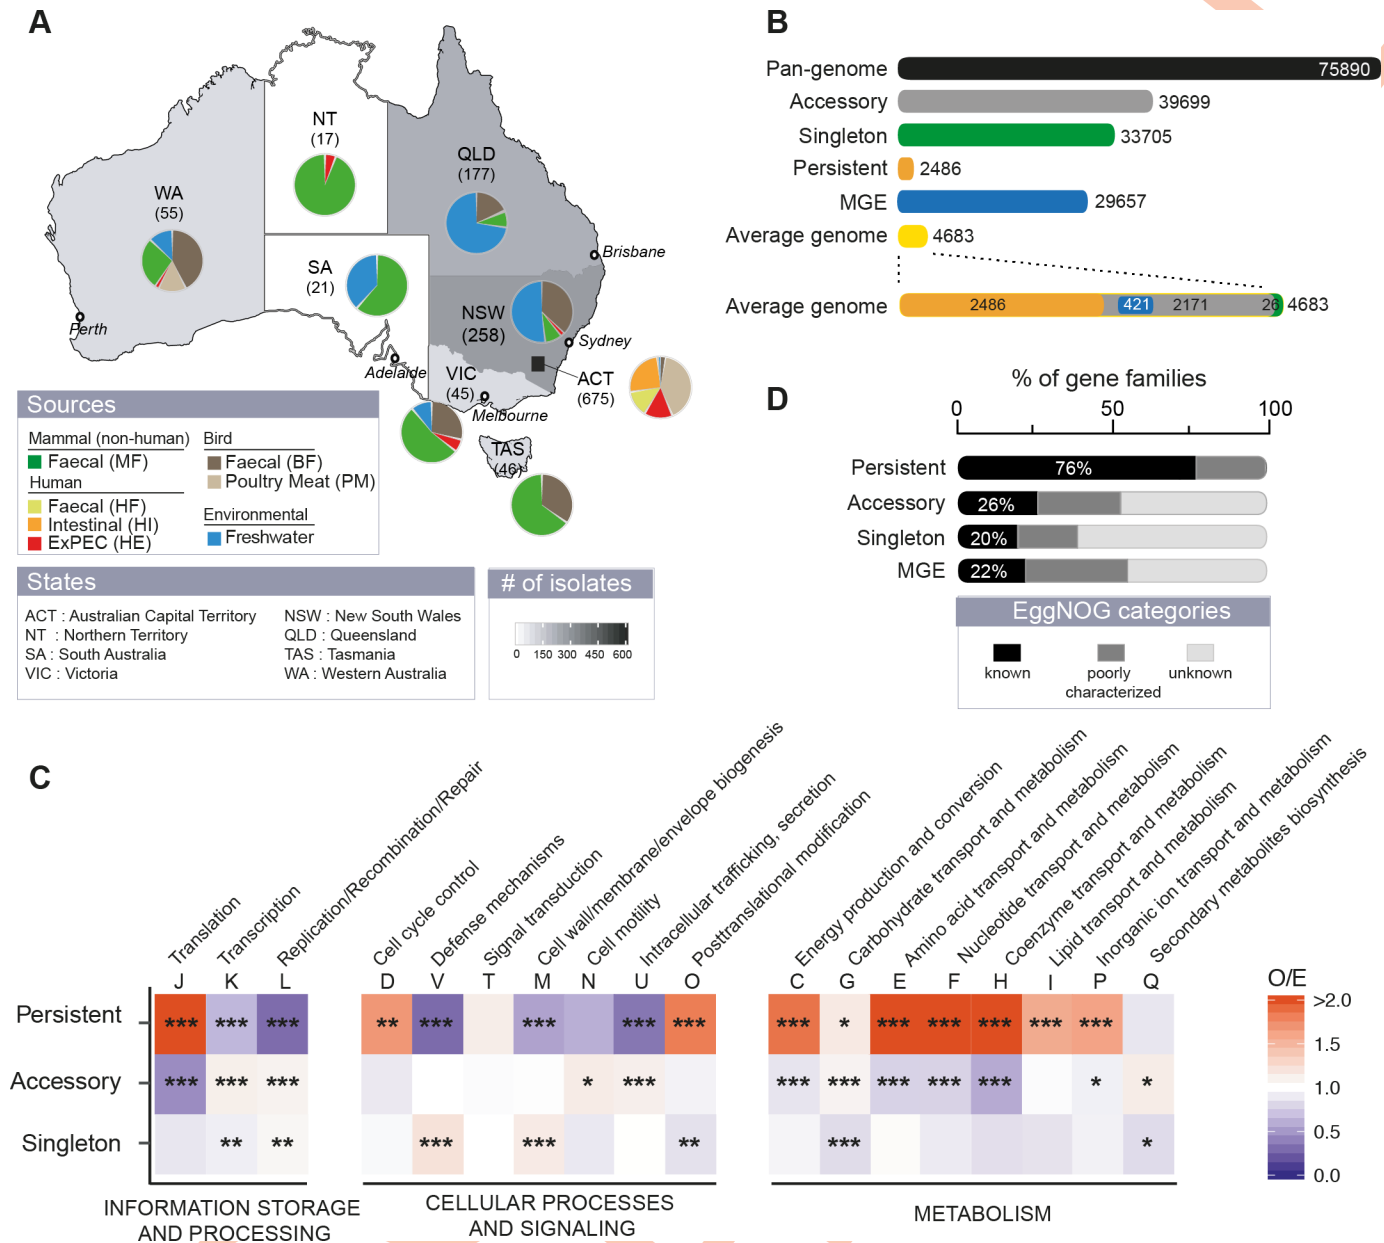 A
NT
(17)
QLD
(177)
WA
(55)
Brisbane
SA
(21)
NSW
(258)
Perth
Sydney
Adelaide
VIC
(45)
ACT
(675)
Melbourne
TAS
(46)
Sources
Mammal (non-human)
Bird
Faecal (MF)
Faecal (BF)
Human
Poultry Meat (PM)
Faecal (HF)
Environmental
Intestinal (HI)
Freshwater
ExPEC (HE)
States
ACT : Australian Capital Territory
NT : Northern Territory
SA : South Australia
VIC : Victoria
NSW : New South Wales
QLD : Queensland
TAS : Tasmania
WA : Western Australia
# of isolates
0 150 300 450 600
B
Pan-genome 75890
Accessory 39699
Singleton 33705
Persistent 2486
MGE 29657
Average genome 4683
Average genome 2486 421 2171 26 4683
D
% of gene families
0 50 100
Persistent 76%
Accessory 26%
Singleton 20%
MGE 22%
EggNOG categories
known
poorly
characterized
unknown
C
Translation
Transcription
Replication/Recombination/Repair
Cell cycle control
Defense mechanisms
Signal transduction
Cell wall/membrane/envelope biogenesis
Cell motility
Intracellular trafficking, secretion
Posttranslational modification
Energy production and conversion
Carbohydrate transport and metabolism
Amino acid transport and metabolism
Nucleotide transport and metabolism
Coenzyme transport and metabolism
Lipid transport and metabolism
Inorganic ion transport and metabolism
Secondary metabolites biosynthesis
J K L D V T M N U O C G E F H I P Q
Persistent *** *** *** ** *** *** *** *** *** * *** *** *** *** ***
Accessory *** *** *** * *** *** *** *** *** *** * *
Singleton ** ** *** *** ** *** *
INFORMATION STORAGE
AND PROCESSING
CELLULAR PROCESSES
AND SIGNALING
METABOLISM
O/E
>2.0
1.5
1.0
0.5
0.0